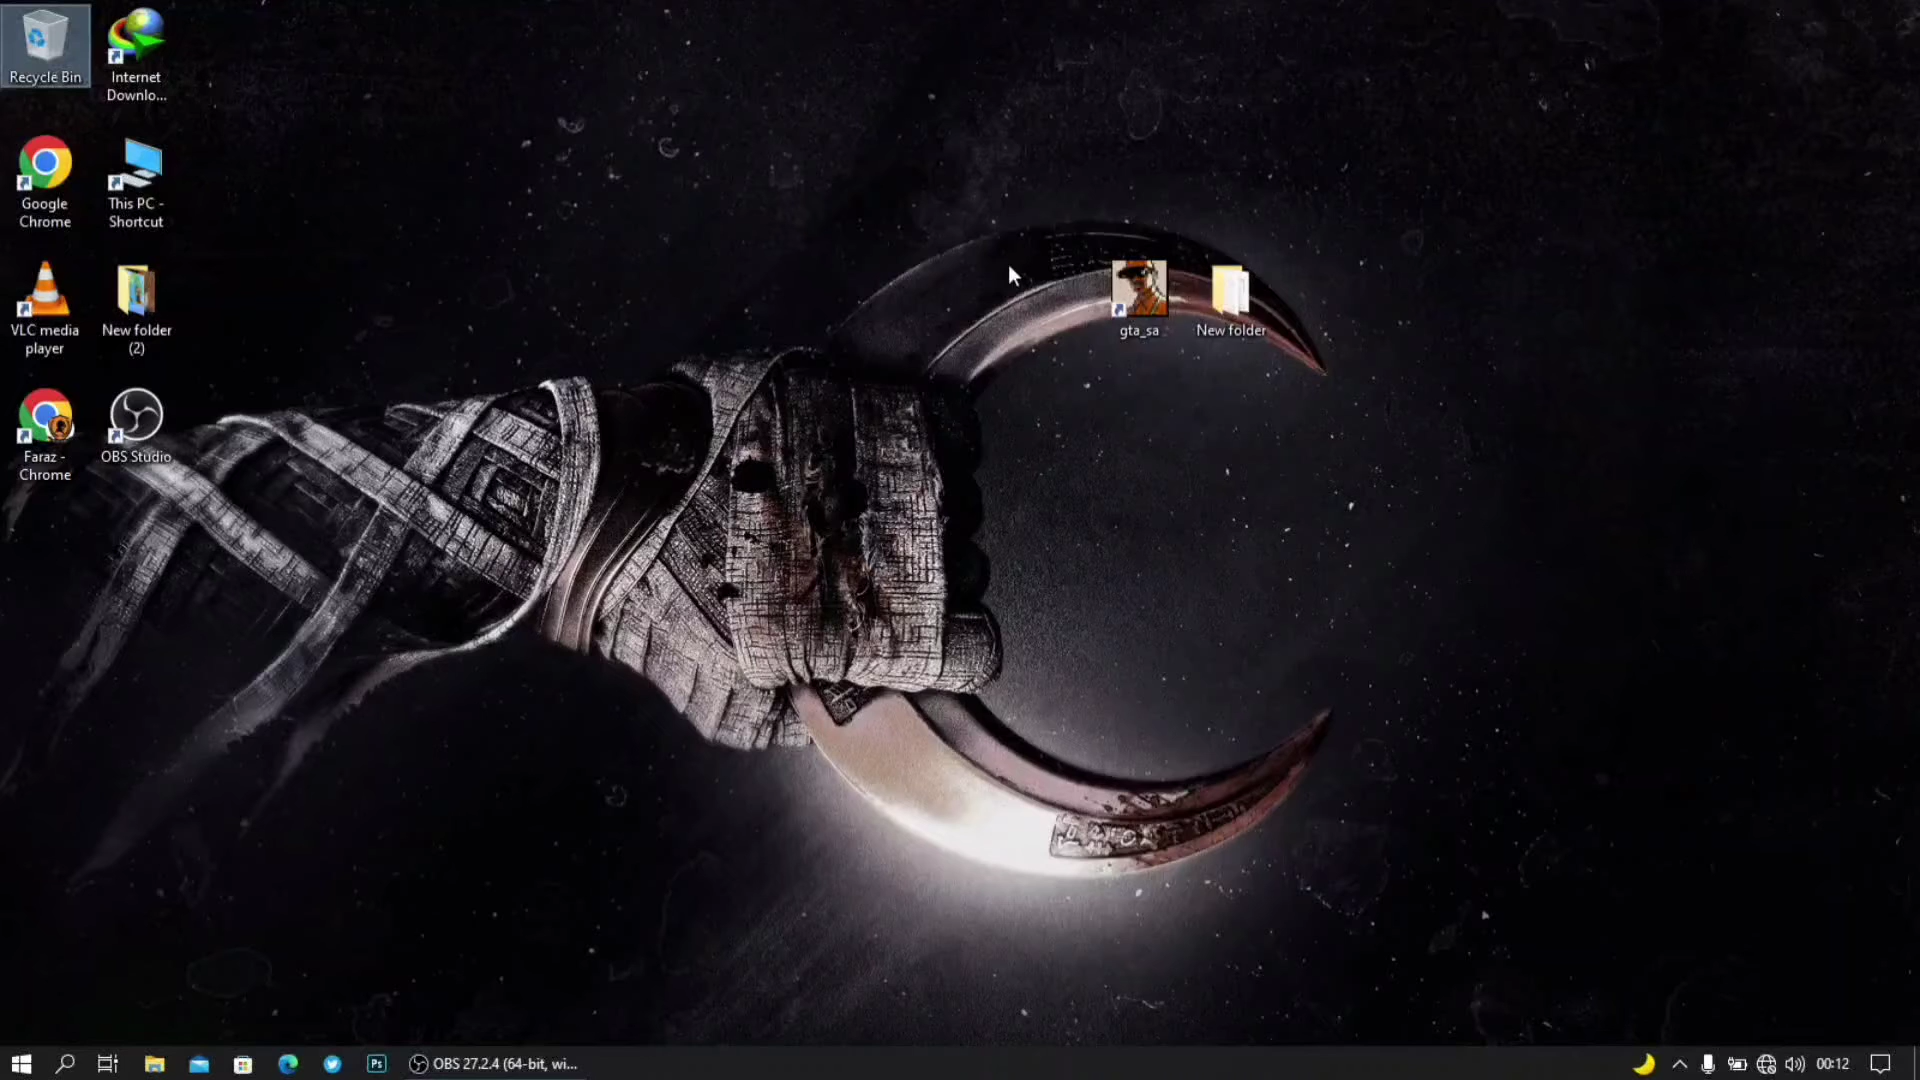 Recycle Bin
Internet
Downlo...
Google
Chrome
This PC -
Shortcut
VLC media
player
New folder
(2)
gta_sa
New folder
Faraz -
Chrome
OBS Studio
Ps
OBS 27.2.4 (64-bit, wi...
00:12